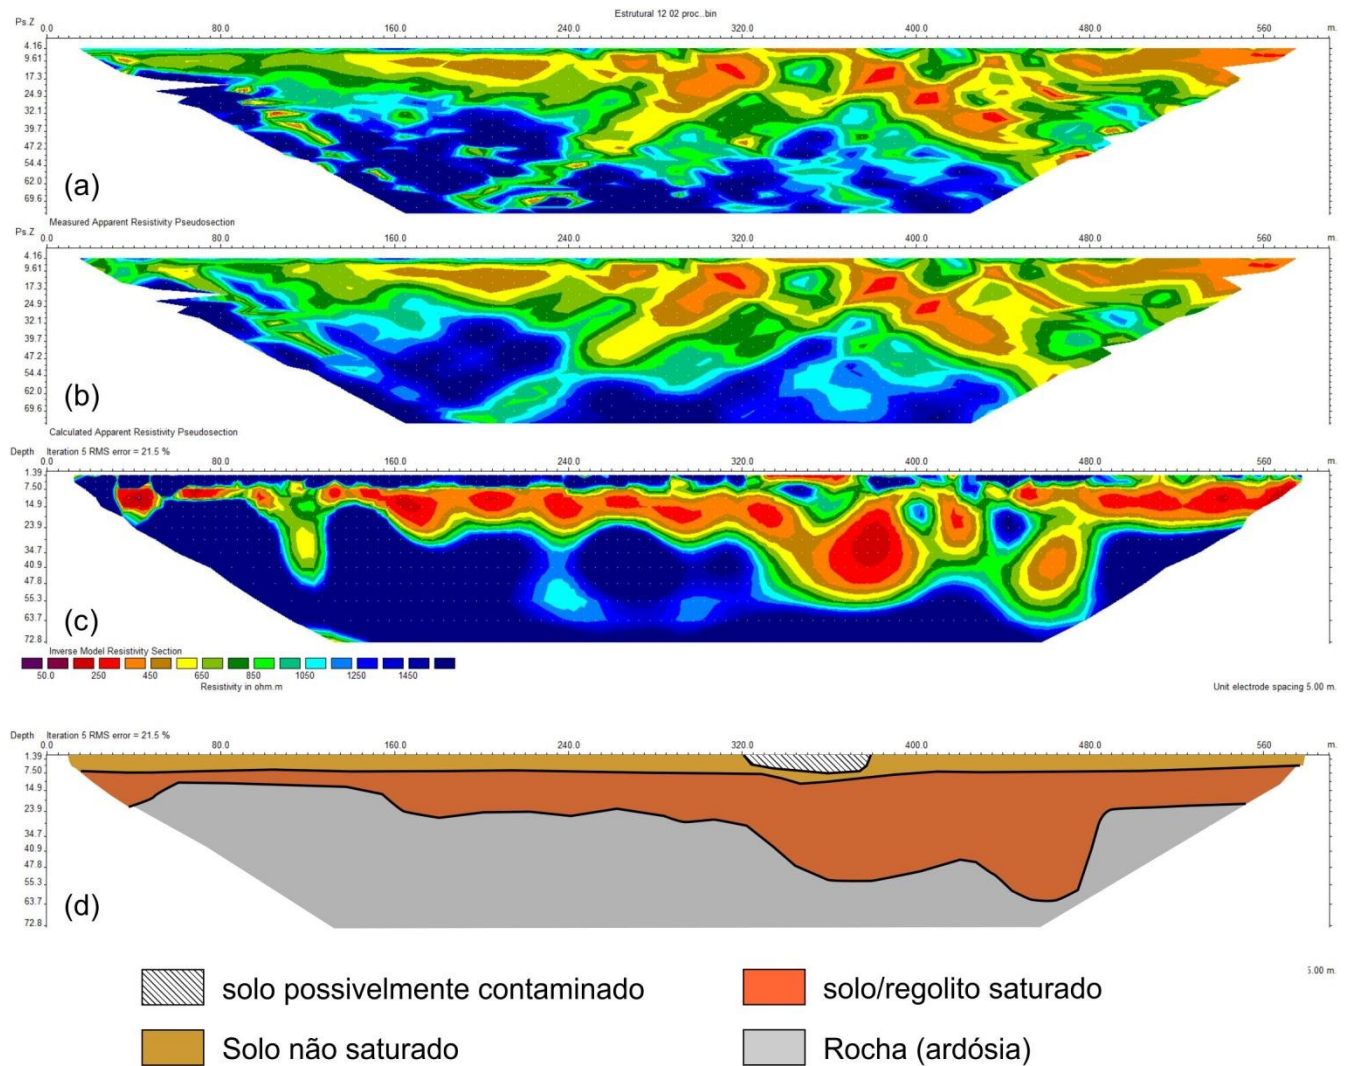 Estrutural 12 02 proc..bin
Ps.Z
0.0 80.0 160.0 240.0 320.0 400.0 480.0 560 m.
4.16
9.61
17.3
24.9
32.1
39.7
47.2
54.4
62.0
69.6
(a)
Measured Apparent Resistivity Pseudosection
Ps.Z
0.0 80.0 160.0 240.0 320.0 400.0 480.0 560 m.
4.16
9.61
17.3
24.9
32.1
39.7
47.2
54.4
62.0
69.6
(b)
Calculated Apparent Resistivity Pseudosection
Depth Iteration 5 RMS error = 21.5 %
0.0 80.0 160.0 240.0 320.0 400.0 480.0 560 m.
1.39
7.50
14.9
23.9
34.7
47.8
55.3
63.7
72.8
(c)
Inverse Model Resistivity Section
50.0 250 450 650 850 1050 1250 1450
Resistivity in ohm.m
Unit electrode spacing 5.00 m.
Depth Iteration 5 RMS error = 21.5 %
0.0 80.0 160.0 240.0 320.0 400.0 480.0 560 m.
1.39
7.50
14.9
23.9
34.7
47.8
55.3
63.7
72.8
(d)
5.00 m.
solo possivelmente contaminado
solo/regolito saturado
Solo não saturado
Rocha (ardósia)